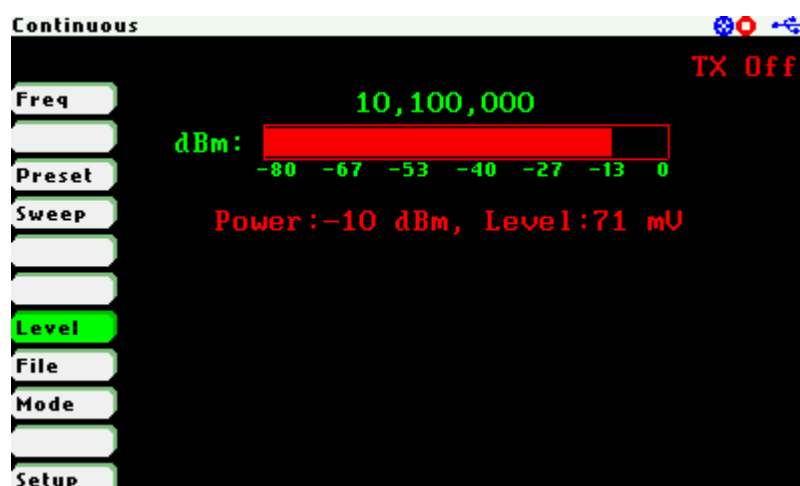 Continuous
TX Off
Freq
10,100,000
dBm:
-80 -67 -53 -40 -27 -13 0
Preset
Sweep
Power:-10 dBm, Level:71 mV
Level
File
Mode
Setup